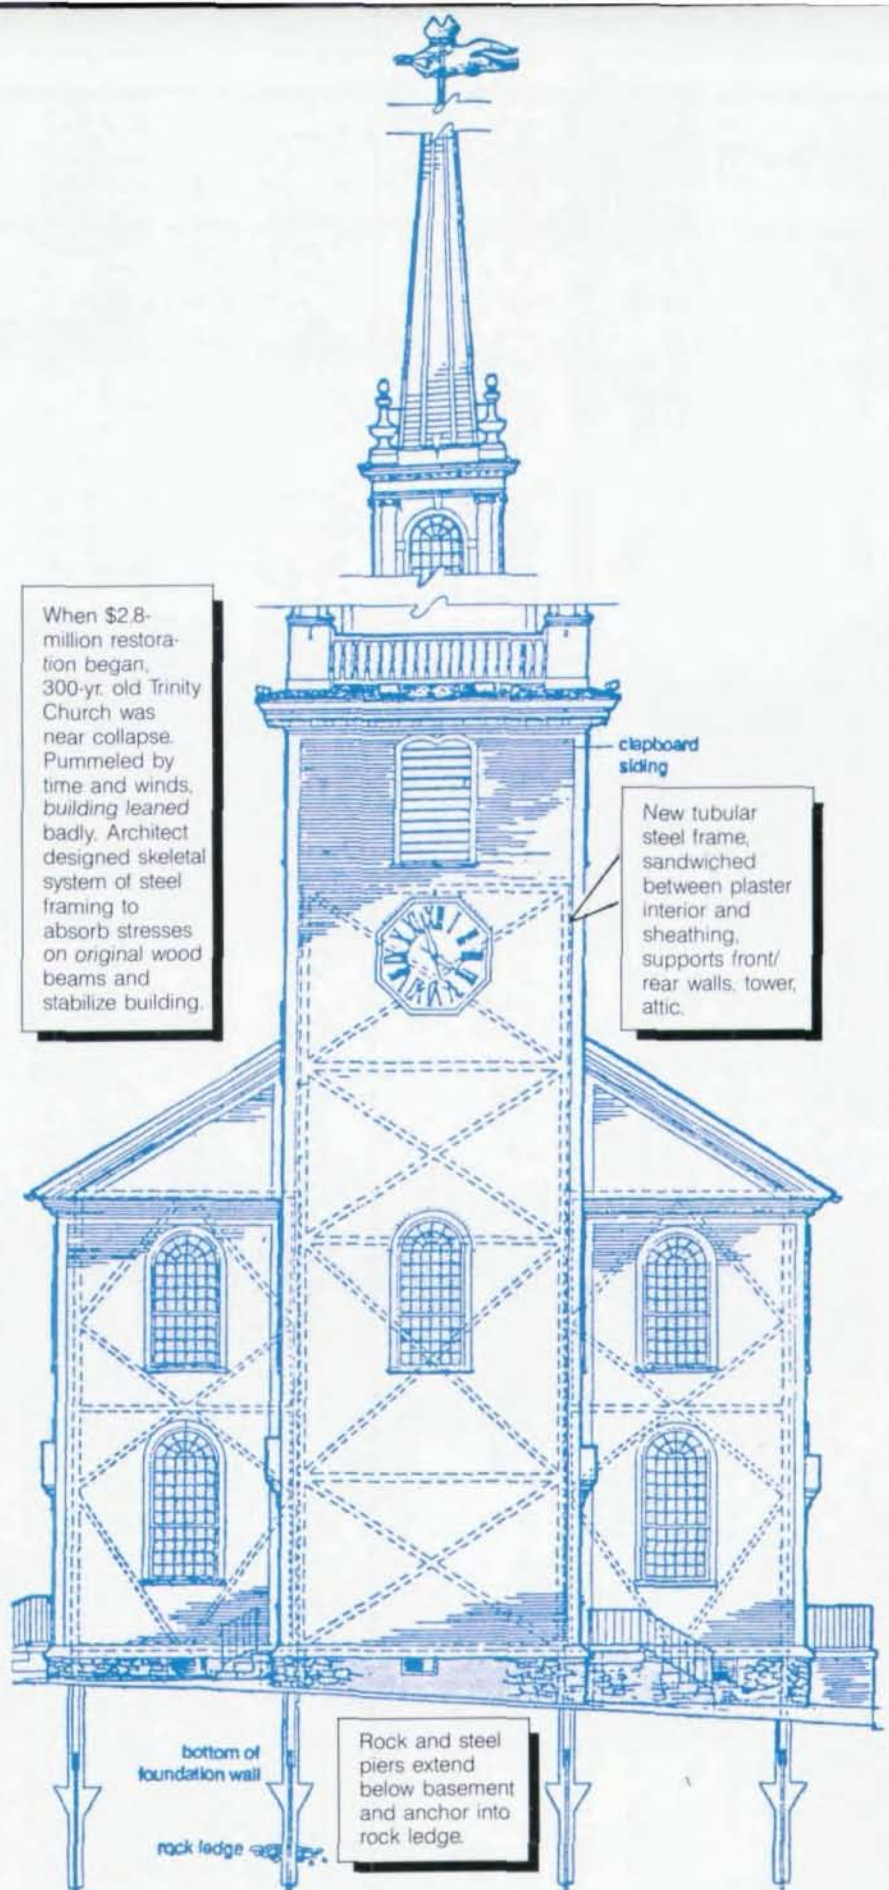 When $2.8-
million restora-
tion began,
300-yr. old Trinity
Church was
near collapse.
Pummeled by
time and winds,
building leaned
badly. Architect
designed skeletal
system of steel
framing to
absorb stresses
on original wood
beams and
stabilize building.
clapboard
siding
New tubular
steel frame,
sandwiched
between plaster
interior and
sheathing,
supports front/
rear walls, tower,
attic.
bottom of
foundation wall
Rock and steel
piers extend
below basement
and anchor into
rock ledge.
rock ledge